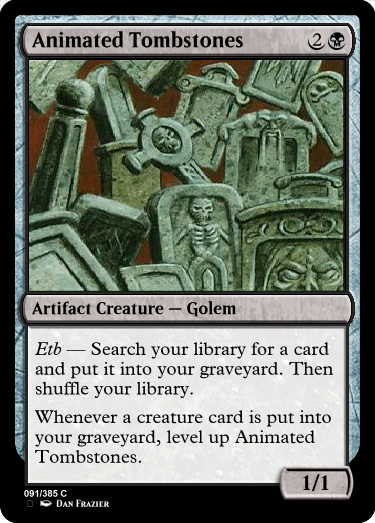 Animated Tombstones 2
Artifact Creature — Golem
Etb — Search your library for a card
and put it into your graveyard. Then
shuffle your library.
Whenever a creature card is put into
your graveyard, level up Animated
Tombstones.
1/1
091/385 C
Dan Frazier